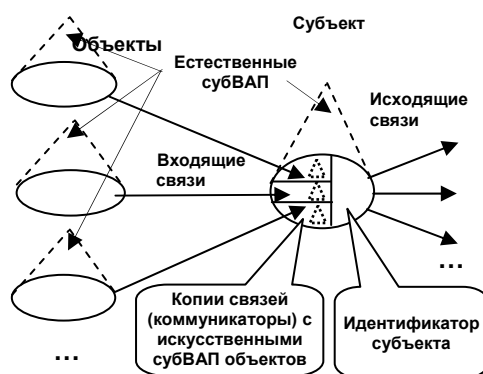 Субъект
Объекты
Естественные
субВАП
Исходящие
связи
Входящие
связи
...
Копии связей
(коммуникаторы) с
искусственными
субВАП объектов
Идентификатор
субъекта
...